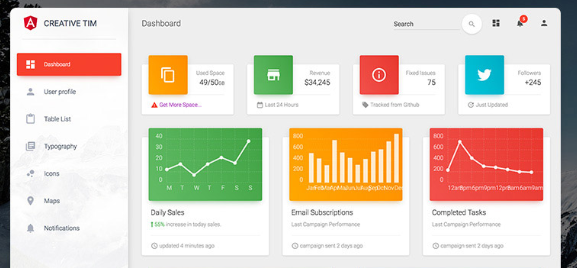 CREATIVE TIM
Dashboard
User profile
Table List
Typography
Icons
Maps
Notifications
Dashboard
Search
5
Used Space
49/50GB
Get More Space...
Revenue
$34,245
Last 24 Hours
Fixed Issues
75
Tracked from Github
Followers
+245
Just Updated
40
30
20
10
0
M T W T F S S
Daily Sales
55% increase in today sales.
updated 4 minutes ago
800
600
400
200
0
Email Subscriptions
Last Campaign Performance
campaign sent 2 days ago
800
600
400
200
0
Completed Tasks
Last Campaign Performance
campaign sent 2 days ago